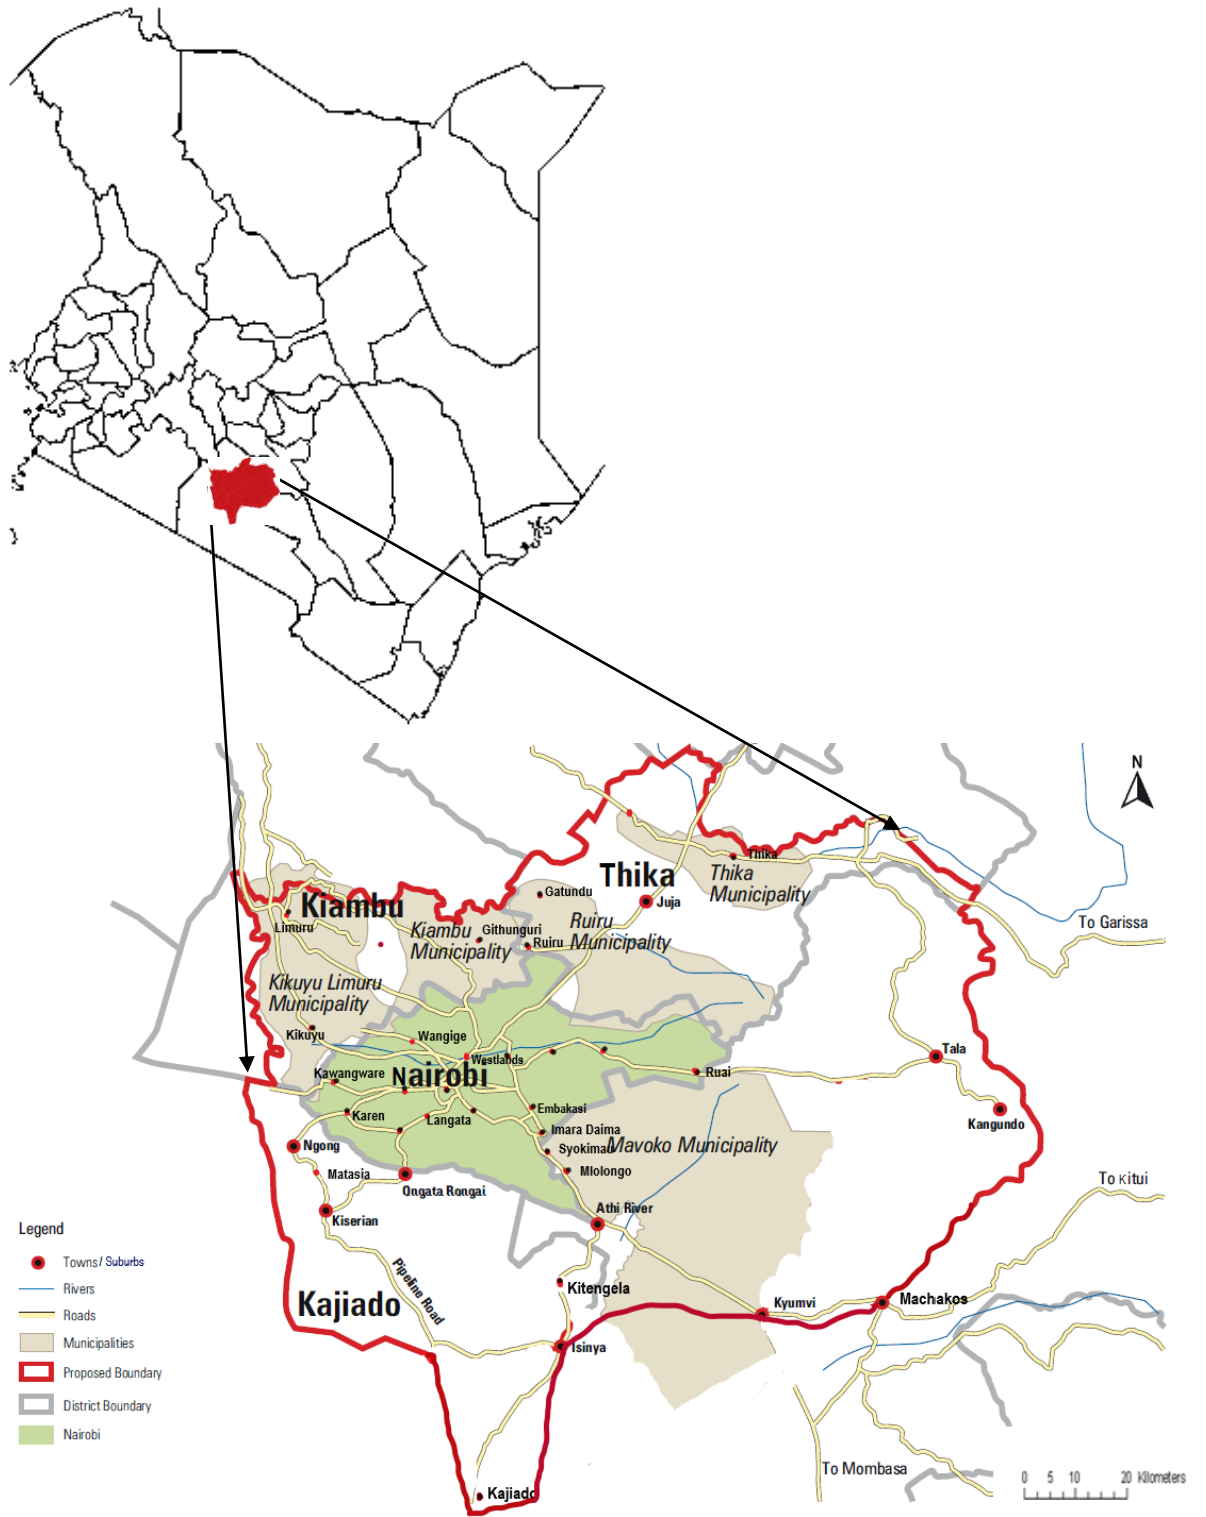 N
Thika
Thika
Thika
Municipality
Gatundu
Juja
Kiambu
Limuru
Kiambu
Municipality
Githunguri
Ruiru
Ruiru
Municipality
To Garissa
Kikuyu Limuru
Municipality
Kikuyu
Wangige
Westlands
Tala
Kawangware
Nairobi
Ruai
Karen
Langata
Embakasi
Kangundo
Imara Daima
Syokimau
Mavoko Municipality
Ngong
Matasia
Mlolongo
To Kitui
Ongata Rongai
Kiserian
Athi River
Legend
Towns/ Suburbs
Rivers
Roads
Municipalities
Proposed Boundary
District Boundary
Nairobi
Pipeline Road
Kitengela
Kajiado
Kyumvi
Machakos
Isinya
To Mombasa
Kajiado
0 5 10 20 Kilometers